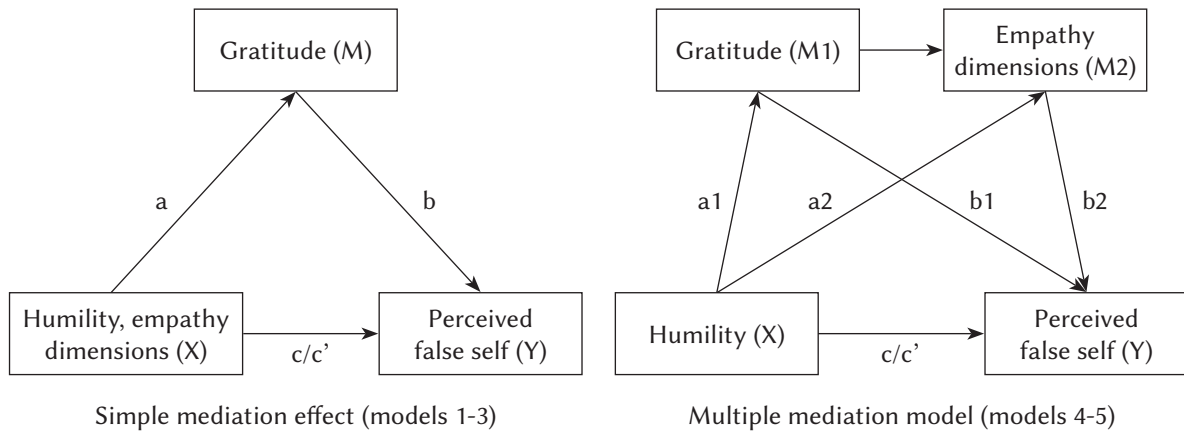 Gratitude (M)
a
b
Humility, empathy
dimensions (X)
c/c’
Perceived
false self (Y)
Simple mediation effect (models 1-3)
Gratitude (M1)
Empathy
dimensions (M2)
a1
a2
b1
b2
Humility (X)
c/c’
Perceived
false self (Y)
Multiple mediation model (models 4-5)